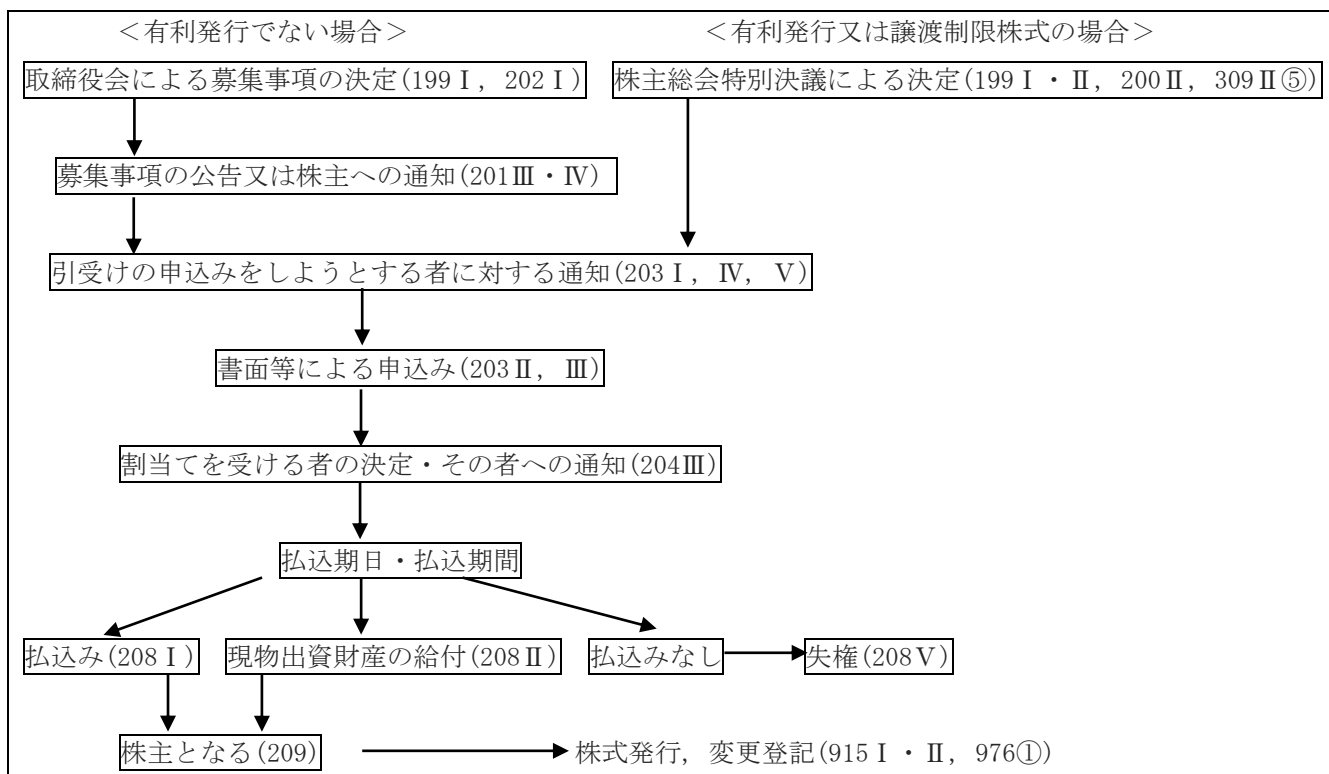 ＜有利発行でない場合＞
＜有利発行又は譲渡制限株式の場合＞
取締役会による募集事項の決定(199Ⅰ，202Ⅰ)
株主総会特別決議による決定(199Ⅰ・Ⅱ，200Ⅱ，309Ⅱ⑤)
募集事項の公告又は株主への通知(201Ⅲ・Ⅳ)
引受けの申込みをしようとする者に対する通知(203Ⅰ，Ⅳ，Ⅴ)
書面等による申込み(203Ⅱ，Ⅲ)
割当てを受ける者の決定・その者への通知(204Ⅲ)
払込期日・払込期間
払込み(208Ⅰ)
現物出資財産の給付(208Ⅱ)
払込みなし
失権(208Ⅴ)
株主となる(209)
株式発行，変更登記(915Ⅰ・Ⅱ，976①)